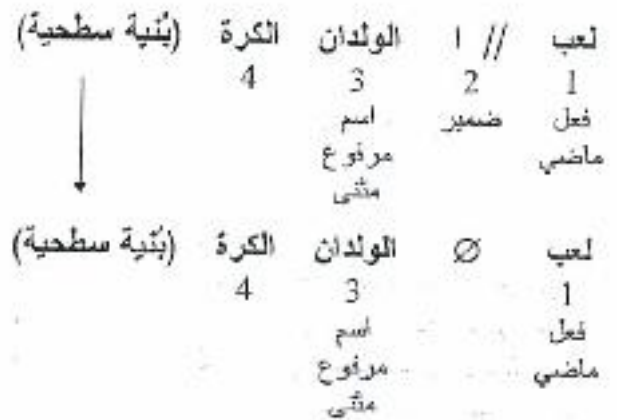 لعب // ا الولدان الكرة (بُنية سطحية)
1 2 3 4
فعل ضمير اسم
ماضي مرفوع
مثنى
لعب ∅ الولدان الكرة (بُنية سطحية)
1 3 4
فعل اسم
ماضي مرفوع
مثنى